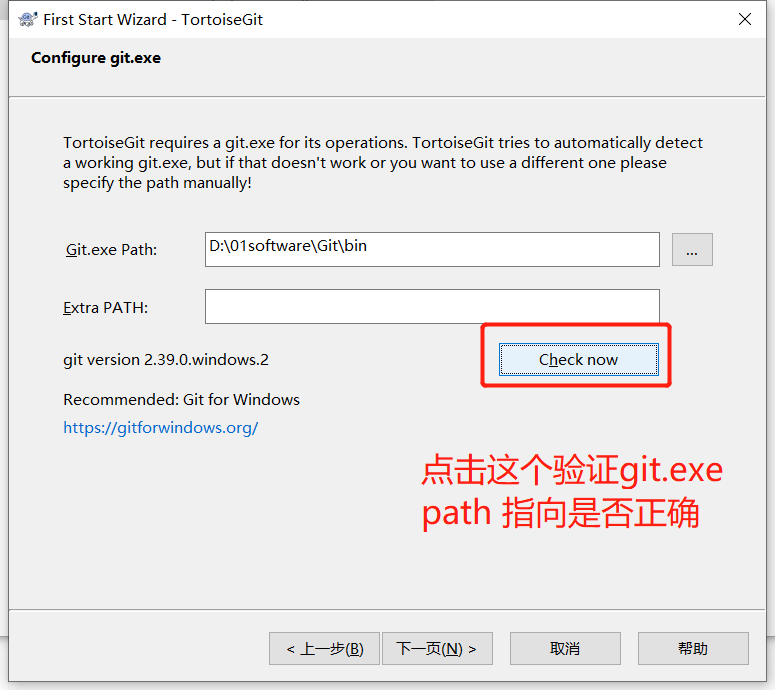 First Start Wizard - TortoiseGit
Configure git.exe
TortoiseGit requires a git.exe for its operations. TortoiseGit tries to automatically detect
a working git.exe, but if that doesn't work or you want to use a different one please
specify the path manually!
Git.exe Path:
D:\01software\Git\bin
...
Extra PATH:
git version 2.39.0.windows.2
Check now
Recommended: Git for Windows
https://gitforwindows.org/
点击这个验证git.exe
path 指向是否正确
< 上一步(B)
下一页(N) >
取消
帮助